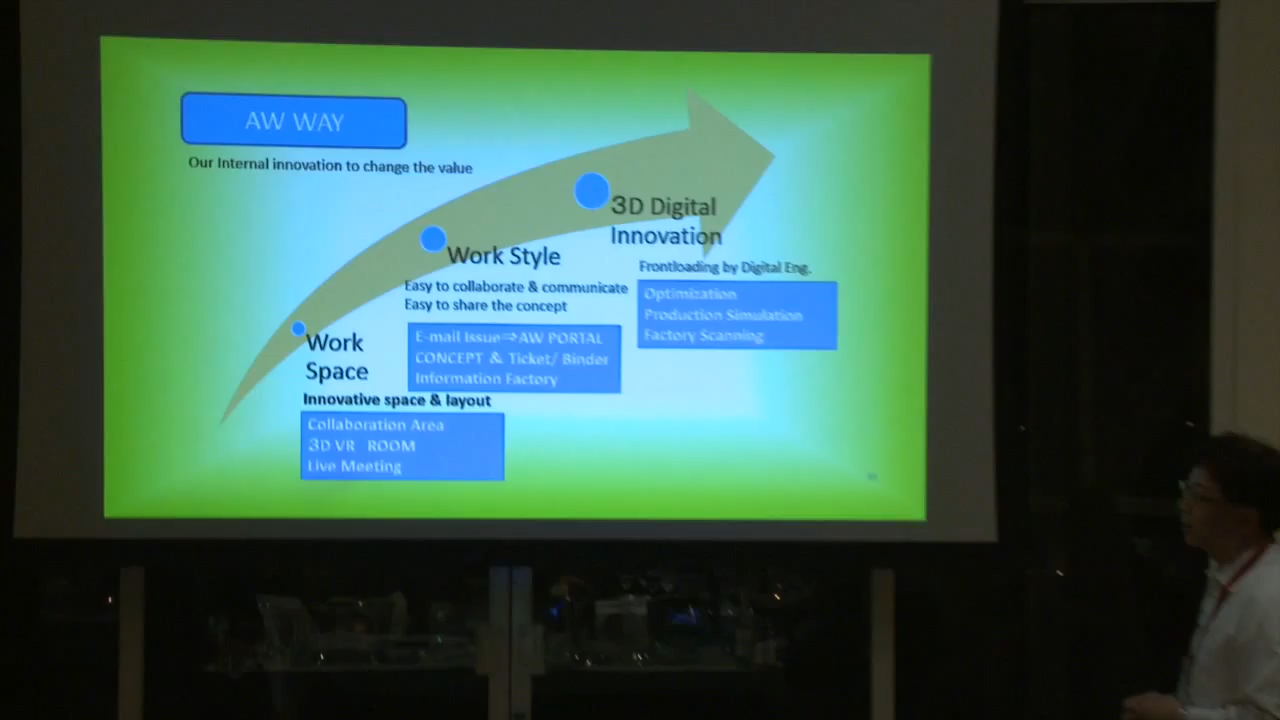 AW WAY
Our Internal innovation to change the value
3D Digital
Innovation
Frontloading by Digital Eng.
Optimization
Production Simulation
Factory Scanning
Work Style
Easy to collaborate & communicate
Easy to share the concept
E-mail Issue⇒AW PORTAL
CONCEPT & Ticket/ Binder
Information Factory
Work
Space
Innovative space & layout
Collaboration Area
3D VR ROOM
Live Meeting